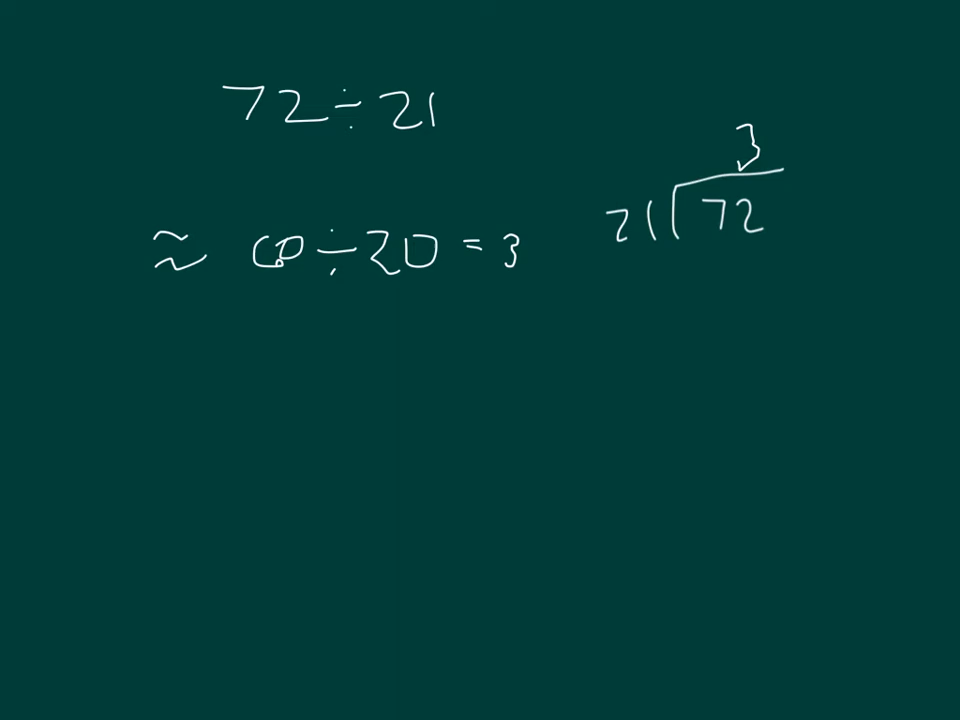 72 ÷ 21
≈ 60 ÷ 20 = 3
3
21 72